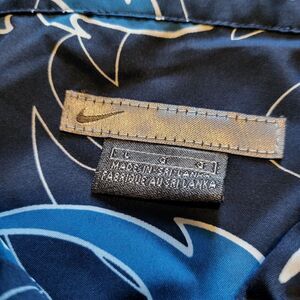 L G G
MADE IN SRI LANKA
FABRIQUE AU SRI LANKA